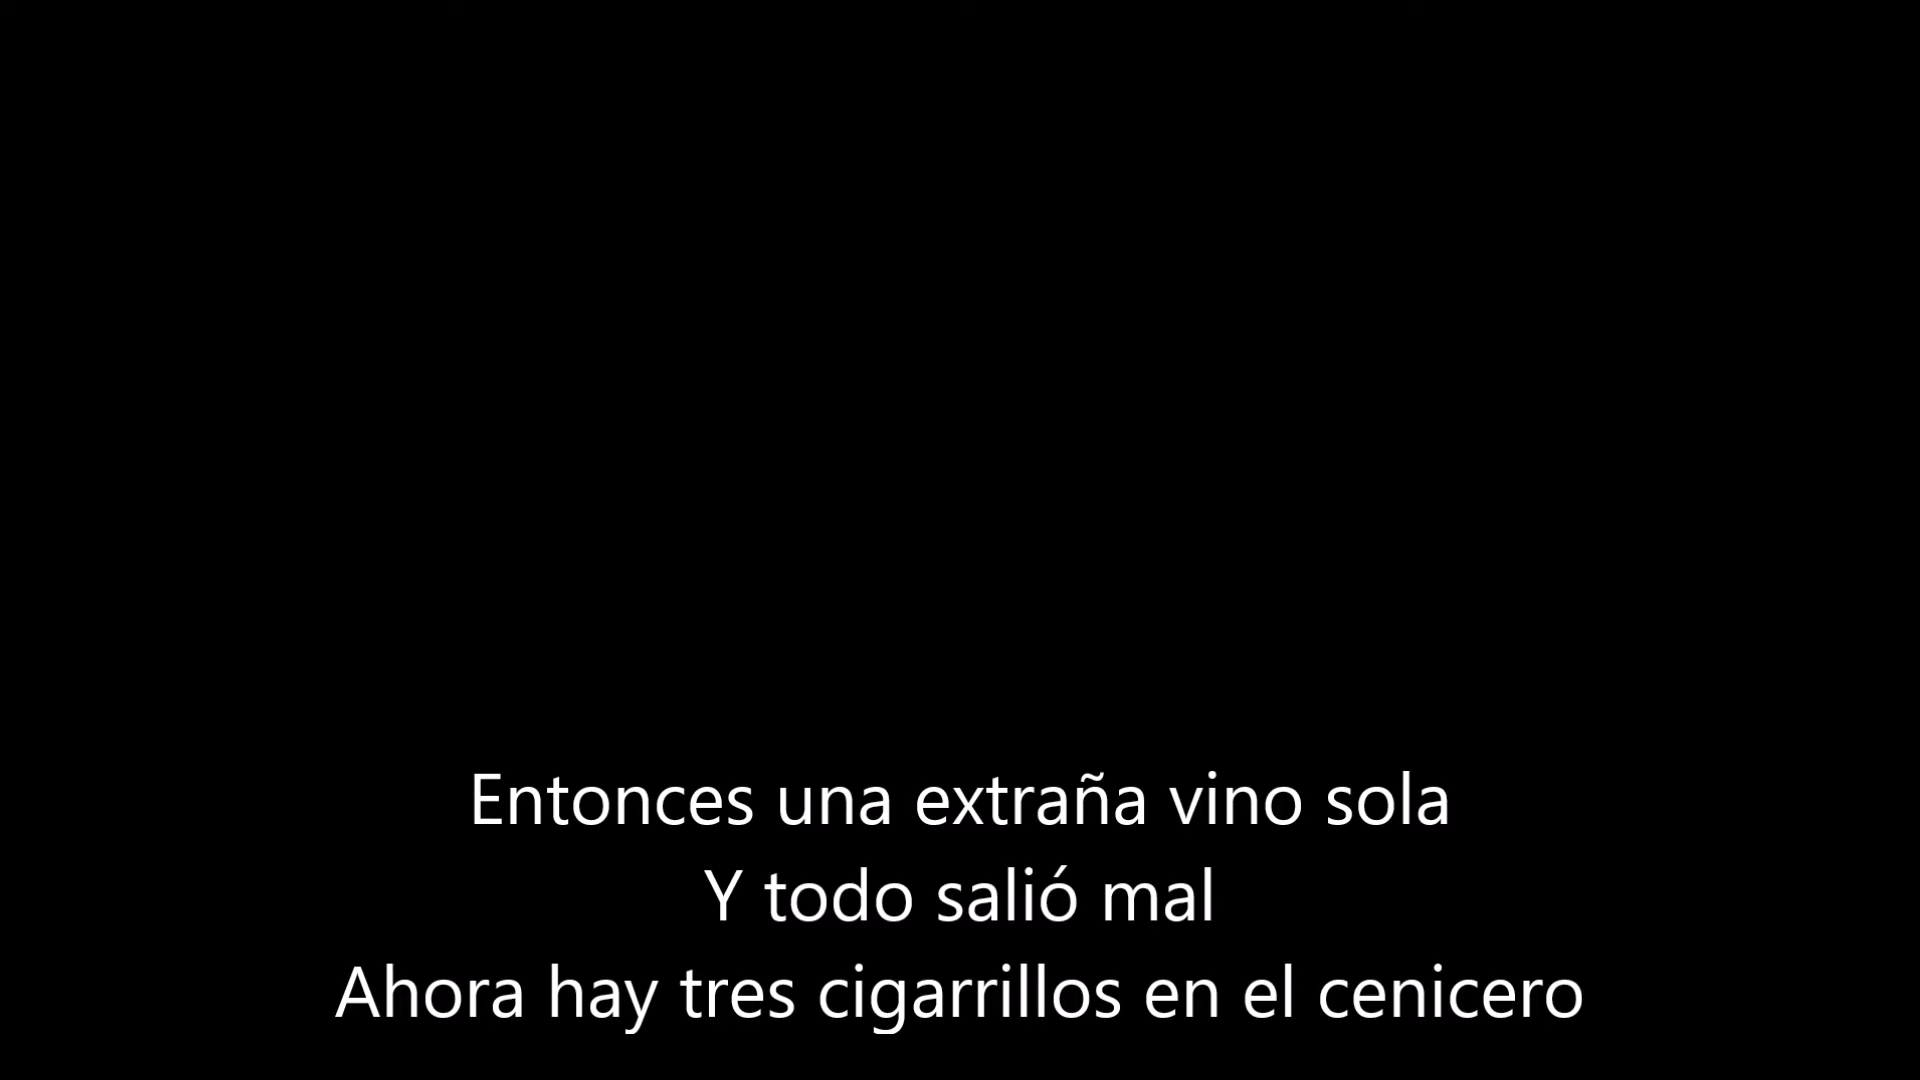 Entonces una extraña vino sola
Y todo salió mal
Ahora hay tres cigarrillos en el cenicero